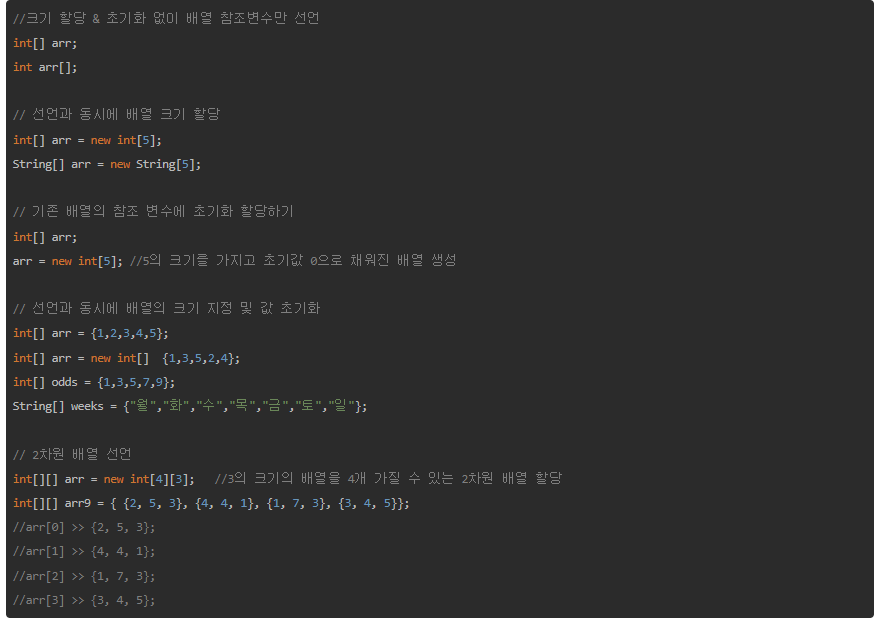 //크기 할당 & 초기화 없이 배열 참조변수만 선언
int[] arr;
int arr[];
// 선언과 동시에 배열 크기 할당
int[] arr = new int[5];
String[] arr = new String[5];
// 기존 배열의 참조 변수에 초기화 할당하기
int[] arr;
arr = new int[5]; //5의 크기를 가지고 초기값 0으로 채워진 배열 생성
// 선언과 동시에 배열의 크기 지정 및 값 초기화
int[] arr = {1,2,3,4,5};
int[] arr = new int[]  {1,3,5,2,4};
int[] odds = {1,3,5,7,9};
String[] weeks = {"월","화","수","목","금","토","일"};
// 2차원 배열 선언
int[][] arr = new int[4][3];   //3의 크기의 배열을 4개 가질 수 있는 2차원 배열 할당
int[][] arr9 = { {2, 5, 3}, {4, 4, 1}, {1, 7, 3}, {3, 4, 5}};
//arr[0] >> {2, 5, 3};
//arr[1] >> {4, 4, 1};
//arr[2] >> {1, 7, 3};
//arr[3] >> {3, 4, 5};